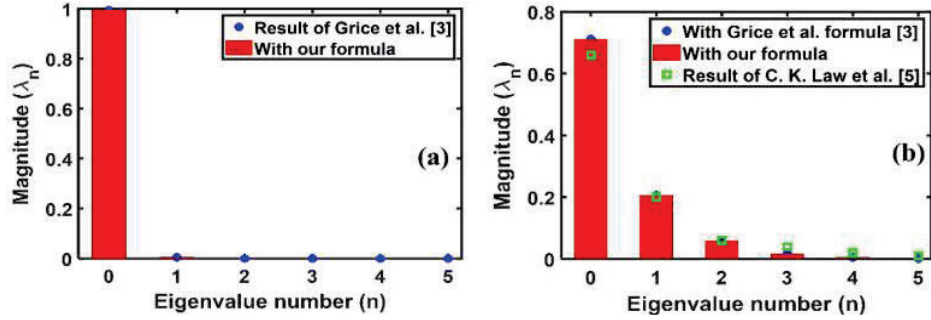 Magnitude (λn)
1
0.8
0.6
0.4
0.2
0
Result of Grice et al. [3]
With our formula
(a)
0 1 2 3 4 5
Eigenvalue number (n)
Magnitude (λn)
0.8
0.6
0.4
0.2
0
With Grice et al. formula [3]
With our formula
Result of C. K. Law et al. [5]
(b)
0 1 2 3 4 5
Eigenvalue number (n)